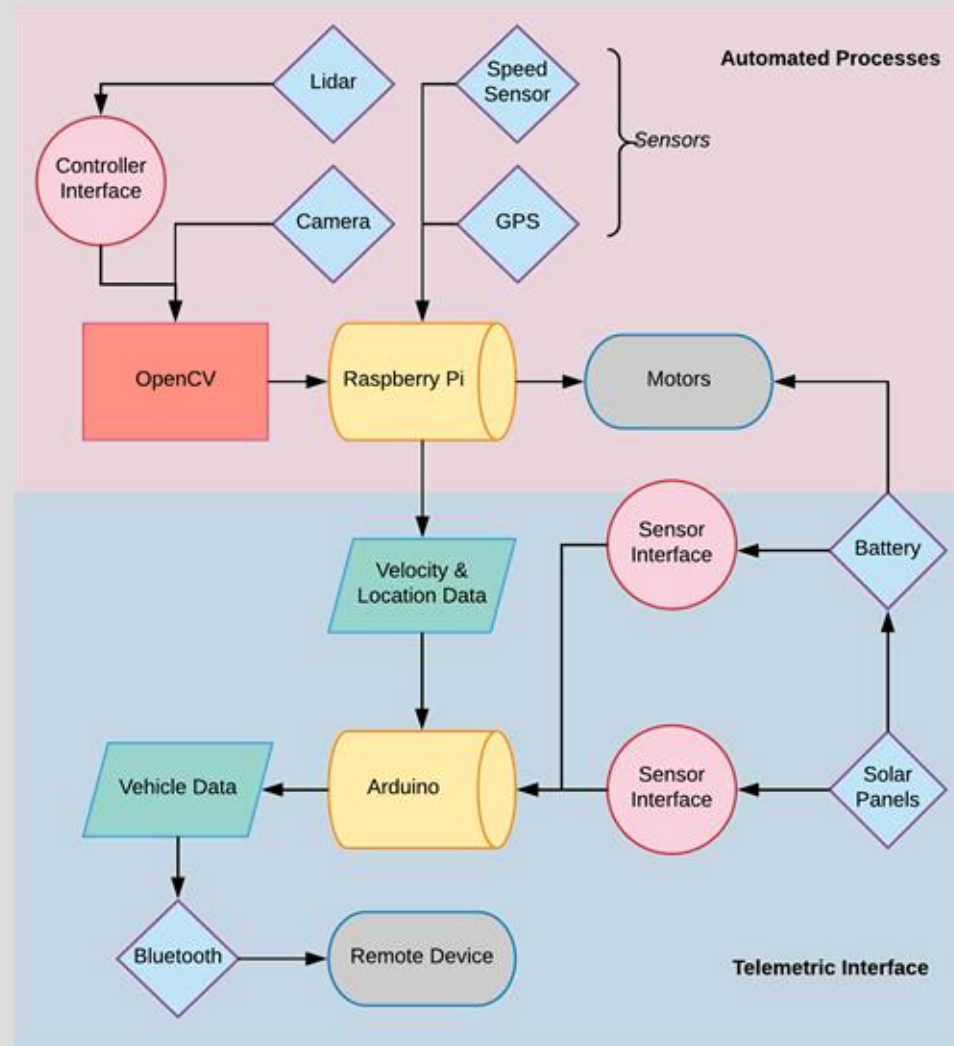 Automated Processes
Lidar
Speed
Sensor
Sensors
Controller
Interface
Camera
GPS
OpenCV
Raspberry Pi
Motors
Sensor
Interface
Battery
Velocity &
Location Data
Vehicle Data
Arduino
Sensor
Interface
Solar
Panels
Bluetooth
Remote Device
Telemetric Interface